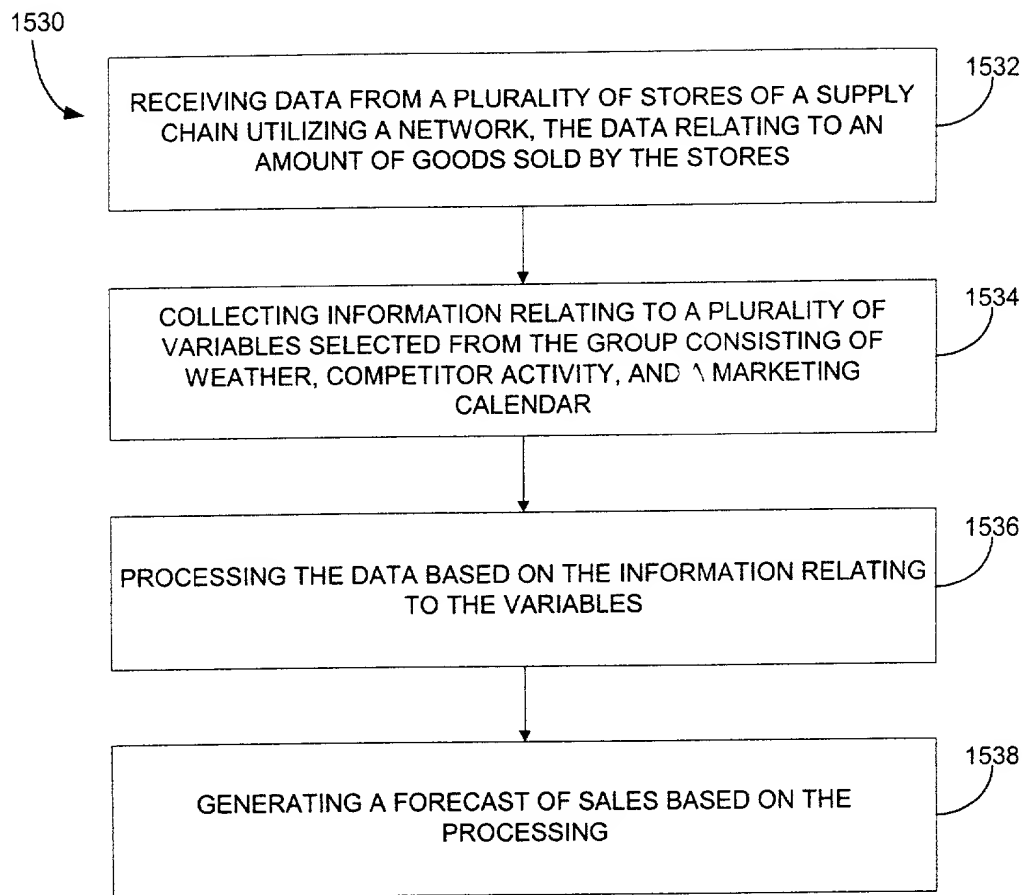 1530
1532
RECEIVING DATA FROM A PLURALITY OF STORES OF A SUPPLY
CHAIN UTILIZING A NETWORK, THE DATA RELATING TO AN
AMOUNT OF GOODS SOLD BY THE STORES
1534
COLLECTING INFORMATION RELATING TO A PLURALITY OF
VARIABLES SELECTED FROM THE GROUP CONSISTING OF
WEATHER, COMPETITOR ACTIVITY, AND A MARKETING
CALENDAR
1536
PROCESSING THE DATA BASED ON THE INFORMATION RELATING
TO THE VARIABLES
1538
GENERATING A FORECAST OF SALES BASED ON THE
PROCESSING